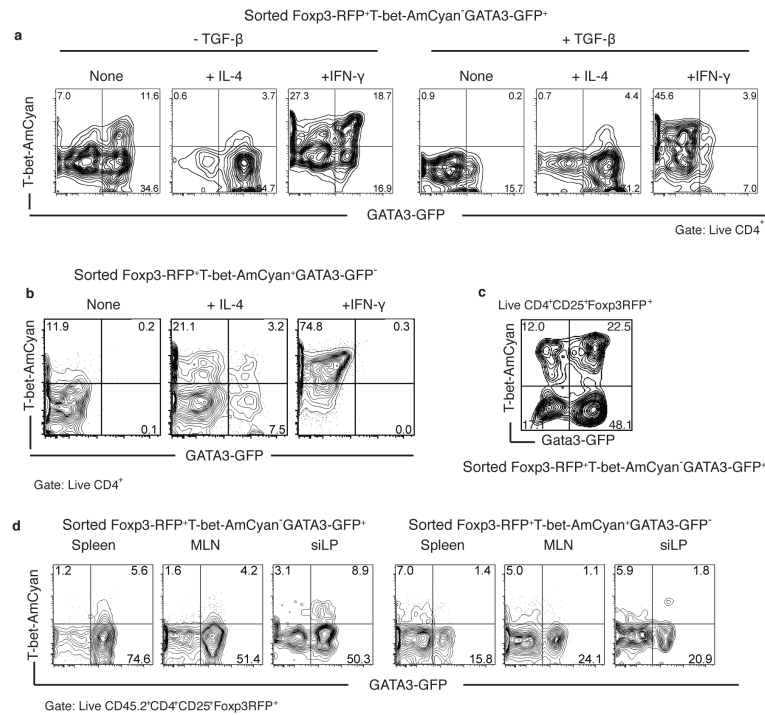 Sorted Foxp3-RFP⁺T-bet-AmCyan⁻GATA3-GFP⁺
a
- TGF-β + TGF-β
None + IL-4 +IFN-γ None + IL-4 +IFN-γ
7.0 11.6 0.6 3.7 27.3 18.7 0.9 0.2 0.7 4.4 45.6 3.9
T-bet-AmCyan
34.6 16.9 15.7 7.0
GATA3-GFP
Gate: Live CD4⁺
Sorted Foxp3-RFP⁺T-bet-AmCyan⁺GATA3-GFP⁻
b
None + IL-4 +IFN-γ
11.9 0.2 21.1 3.2 74.8 0.3
T-bet-AmCyan
0.1 7.5 0.0
GATA3-GFP
Gate: Live CD4⁺
c
Live CD4⁺CD25⁺Foxp3RFP⁺
12.0 22.5
T-bet-AmCyan
48.1
Gata3-GFP
Sorted Foxp3-RFP⁺T-bet-AmCyan⁻GATA3-GFP⁺
d
Sorted Foxp3-RFP⁺T-bet-AmCyan⁻GATA3-GFP⁺ Sorted Foxp3-RFP⁺T-bet-AmCyan⁺GATA3-GFP⁻
Spleen MLN siLP Spleen MLN siLP
1.2 5.6 1.6 4.2 3.1 8.9 7.0 1.4 5.0 1.1 5.9 1.8
T-bet-AmCyan
74.6 51.4 50.3 15.8 24.1 20.9
GATA3-GFP
Gate: Live CD45.2⁺CD4⁺CD25⁺Foxp3RFP⁺